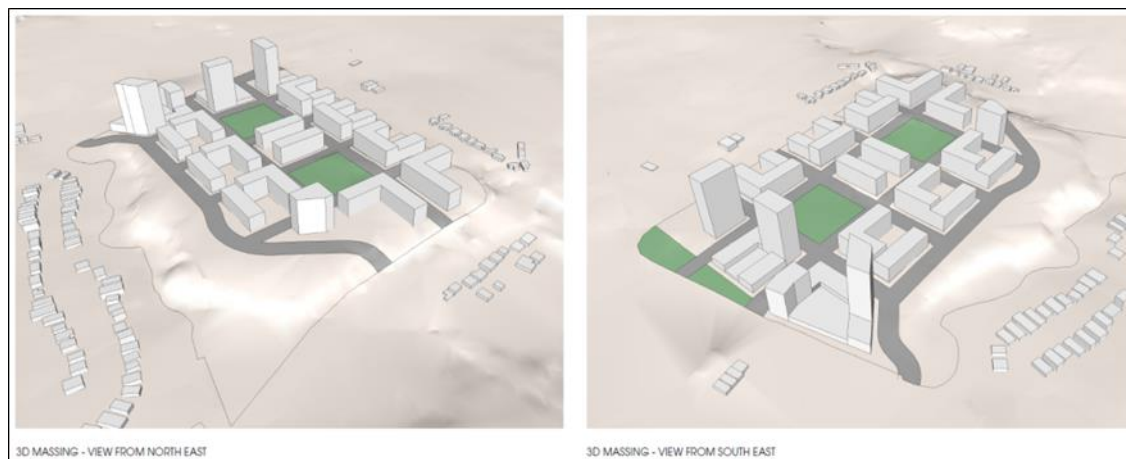 3D MASSING - VIEW FROM NORTH EAST
3D MASSING - VIEW FROM SOUTH EAST